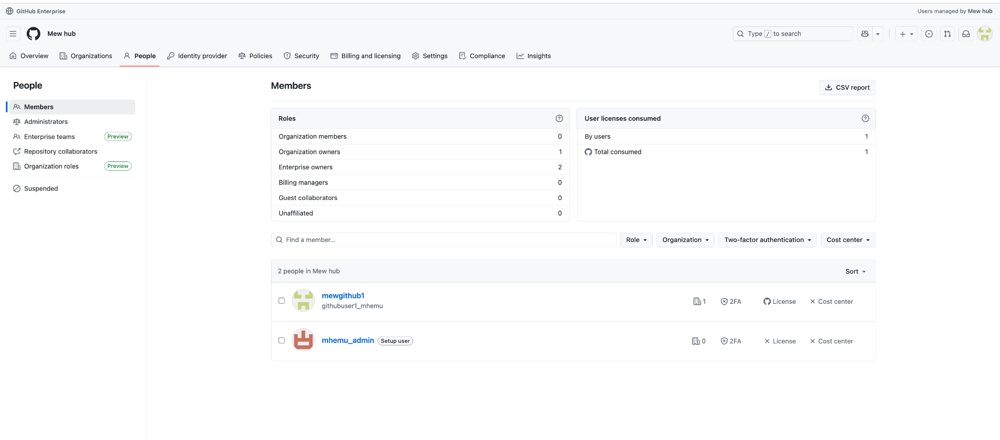 GitHub Enterprise
Users managed by Mew hub
Mew hub
Type / to search
Overview
Organizations
People
Identity provider
Policies
Security
Billing and licensing
Settings
Compliance
Insights
People
Members
Administrators
Enterprise teams Preview
Repository collaborators
Organization roles Preview
Suspended
Members
CSV report
Roles
Organization members 0
Organization owners 1
Enterprise owners 2
Billing managers 0
Guest collaborators 0
Unaffiliated 0
User licenses consumed
By users 1
Total consumed 1
Find a member...
Role
Organization
Two-factor authentication
Cost center
2 people in Mew hub
Sort
mewgithub1
githubuser1_mhemu
1 2FA License Cost center
mhemu_admin Setup user
0 2FA License Cost center